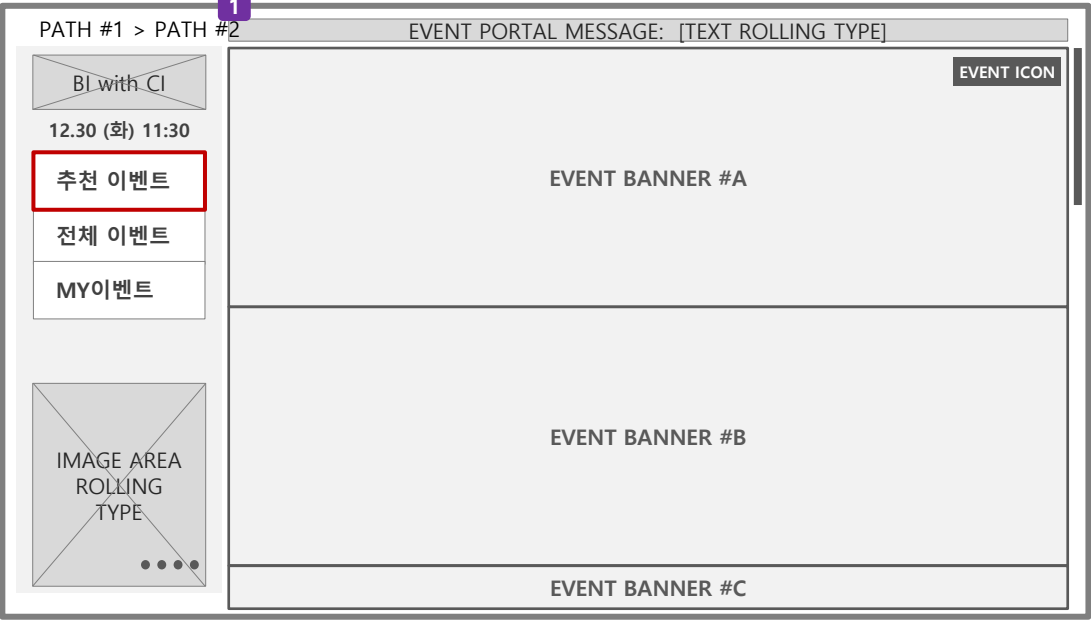 1
PATH #1 > PATH #2
EVENT PORTAL MESSAGE: [TEXT ROLLING TYPE]
BI with CI
12.30 (화) 11:30
추천 이벤트
전체 이벤트
MY이벤트
IMAGE AREA
ROLLING
TYPE
EVENT ICON
EVENT BANNER #A
EVENT BANNER #B
EVENT BANNER #C